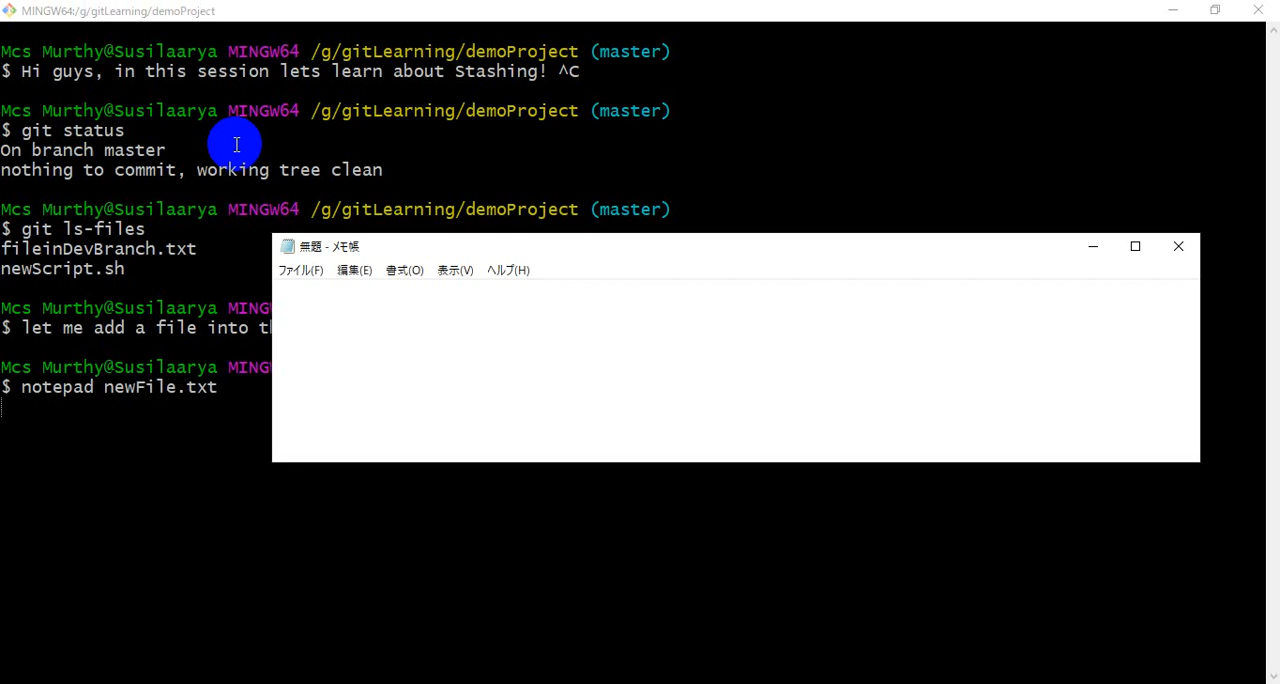 MINGW64:/g/gitLearning/demoProject
Mcs Murthy@Susilaarya MINGW64 /g/gitLearning/demoProject (master)
$ Hi guys, in this session lets learn about Stashing! ^C
Mcs Murthy@Susilaarya MINGW64 /g/gitLearning/demoProject (master)
$ git status
On branch master
nothing to commit, working tree clean
Mcs Murthy@Susilaarya MINGW64 /g/gitLearning/demoProject (master)
$ git ls-files
fileinDevBranch.txt
newScript.sh
Mcs Murthy@Susilaarya MING
$ let me add a file into
Mcs Murthy@Susilaarya MING
$ notepad newFile.txt
無題 - メモ帳
ファイル(F) 編集(E) 書式(O) 表示(V) ヘルプ(H)